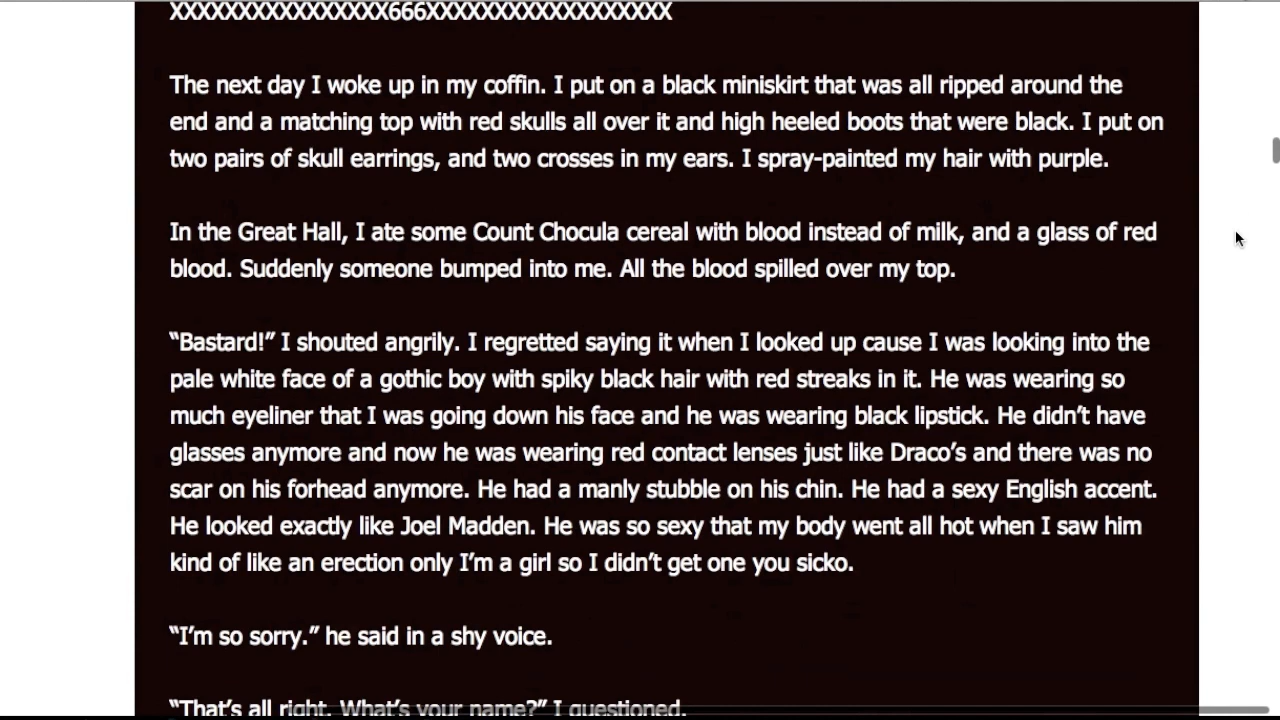 XXXXXXXXXXXXXXXX666XXXXXXXXXXXXXXXXXX
The next day I woke up in my coffin. I put on a black miniskirt that was all ripped around the
end and a matching top with red skulls all over it and high heeled boots that were black. I put on
two pairs of skull earrings, and two crosses in my ears. I spray-painted my hair with purple.
In the Great Hall, I ate some Count Chocula cereal with blood instead of milk, and a glass of red
blood. Suddenly someone bumped into me. All the blood spilled over my top.
“Bastard!” I shouted angrily. I regretted saying it when I looked up cause I was looking into the
pale white face of a gothic boy with spiky black hair with red streaks in it. He was wearing so
much eyeliner that I was going down his face and he was wearing black lipstick. He didn’t have
glasses anymore and now he was wearing red contact lenses just like Draco’s and there was no
scar on his forhead anymore. He had a manly stubble on his chin. He had a sexy English accent.
He looked exactly like Joel Madden. He was so sexy that my body went all hot when I saw him
kind of like an erection only I’m a girl so I didn’t get one you sicko.
“I’m so sorry.” he said in a shy voice.
“That’s all right. What’s your name?” I questioned.